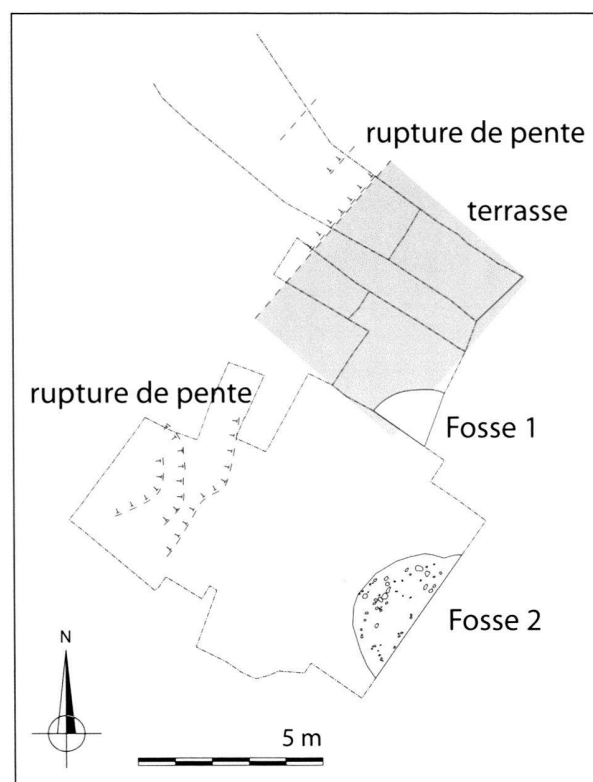 rupture de pente
terrasse
rupture de pente
Fosse 1
Fosse 2
N
5 m